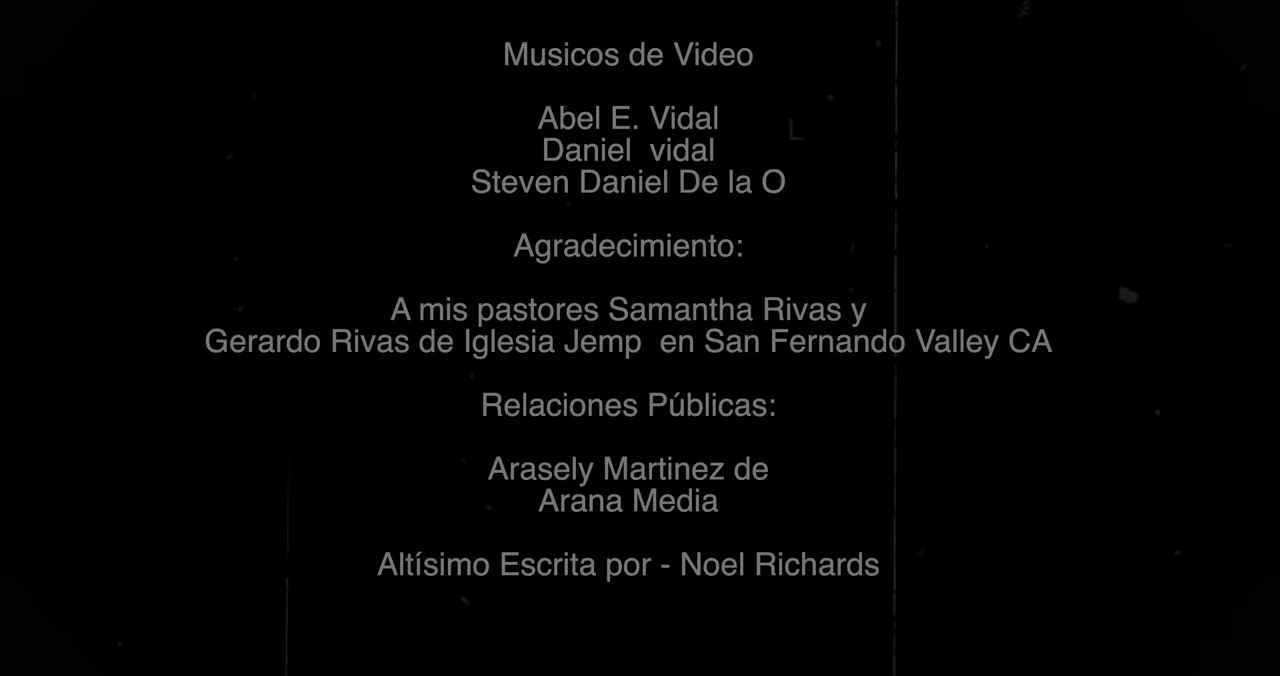 Musicos de Video
Abel E. Vidal
L
Daniel vidal
Steven Daniel De la O
Agradecimiento:
A mis pastores Samantha Rivas y
Gerardo Rivas de Iglesia Jemp en San Fernando Valley CA
Relaciones Públicas:
Arasely Martinez de
Arana Media
Altísimo Escrita por - Noel Richards